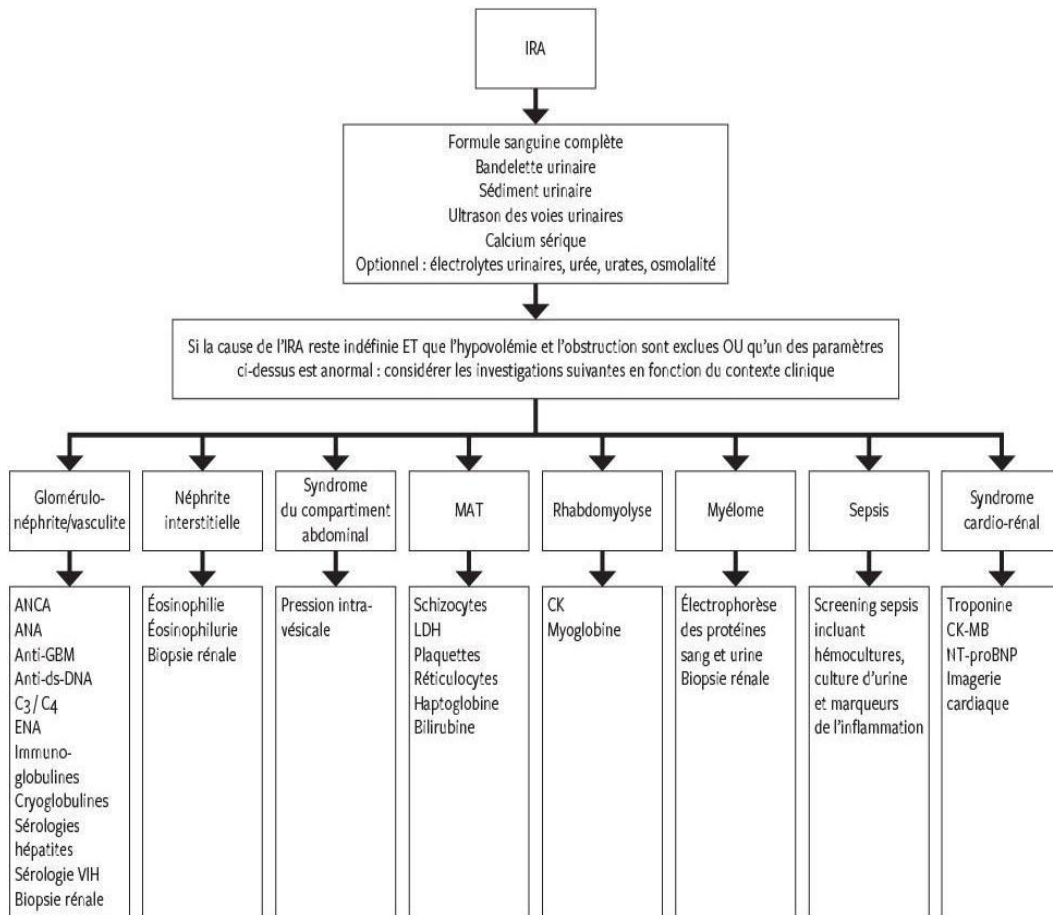 IRA
Formule sanguine complète
Bandelette urinaire
Sédiment urinaire
Ultrason des voies urinaires
Calcium sérique
Optionnel : électrolytes urinaires, urée, urates, osmolalité
Si la cause de l'IRA reste indéfinie ET que l'hypovolémie et l'obstruction sont exclues OU qu'un des paramètres
ci-dessus est anormal : considérer les investigations suivantes en fonction du contexte clinique
Glomérulo-
néphrite/vasculite
Néphrite
interstitielle
Syndrome
du compartiment
abdominal
MAT
Rhabdomyolyse
Myélome
Sepsis
Syndrome
cardio-rénal
ANCA
ANA
Anti-GBM
Anti-ds-DNA
C3 / C4
ENA
Immuno-
globulines
Cryoglobulines
Sérologies
hépatites
Sérologie VIH
Biopsie rénale
Éosinophilie
Éosinophilurie
Biopsie rénale
Pression intra-
vésicale
Schizocytes
LDH
Plaquettes
Réticulocytes
Haptoglobine
Bilirubine
CK
Myoglobine
Électrophorèse
des protéines
sang et urine
Biopsie rénale
Screening sepsis
incluant
hémocultures,
culture d'urine
et marqueurs
de l'inflammation
Troponine
CK-MB
NT-proBNP
Imagerie
cardiaque